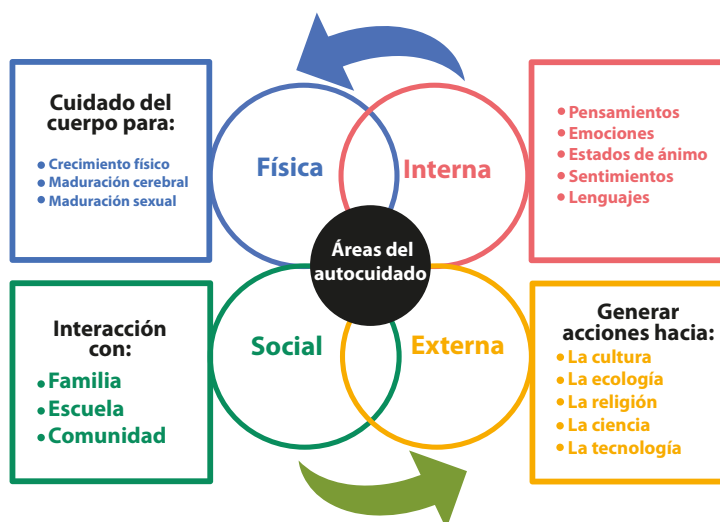 Cuidado del
cuerpo para:
• Crecimiento físico
• Maduración cerebral
• Maduración sexual
Física
Interna
• Pensamientos
• Emociones
• Estados de ánimo
• Sentimientos
• Lenguajes
Áreas del
autocuidado
Interacción
con:
• Familia
• Escuela
• Comunidad
Social
Externa
Generar
acciones hacia:
• La cultura
• La ecología
• La religión
• La ciencia
• La tecnología